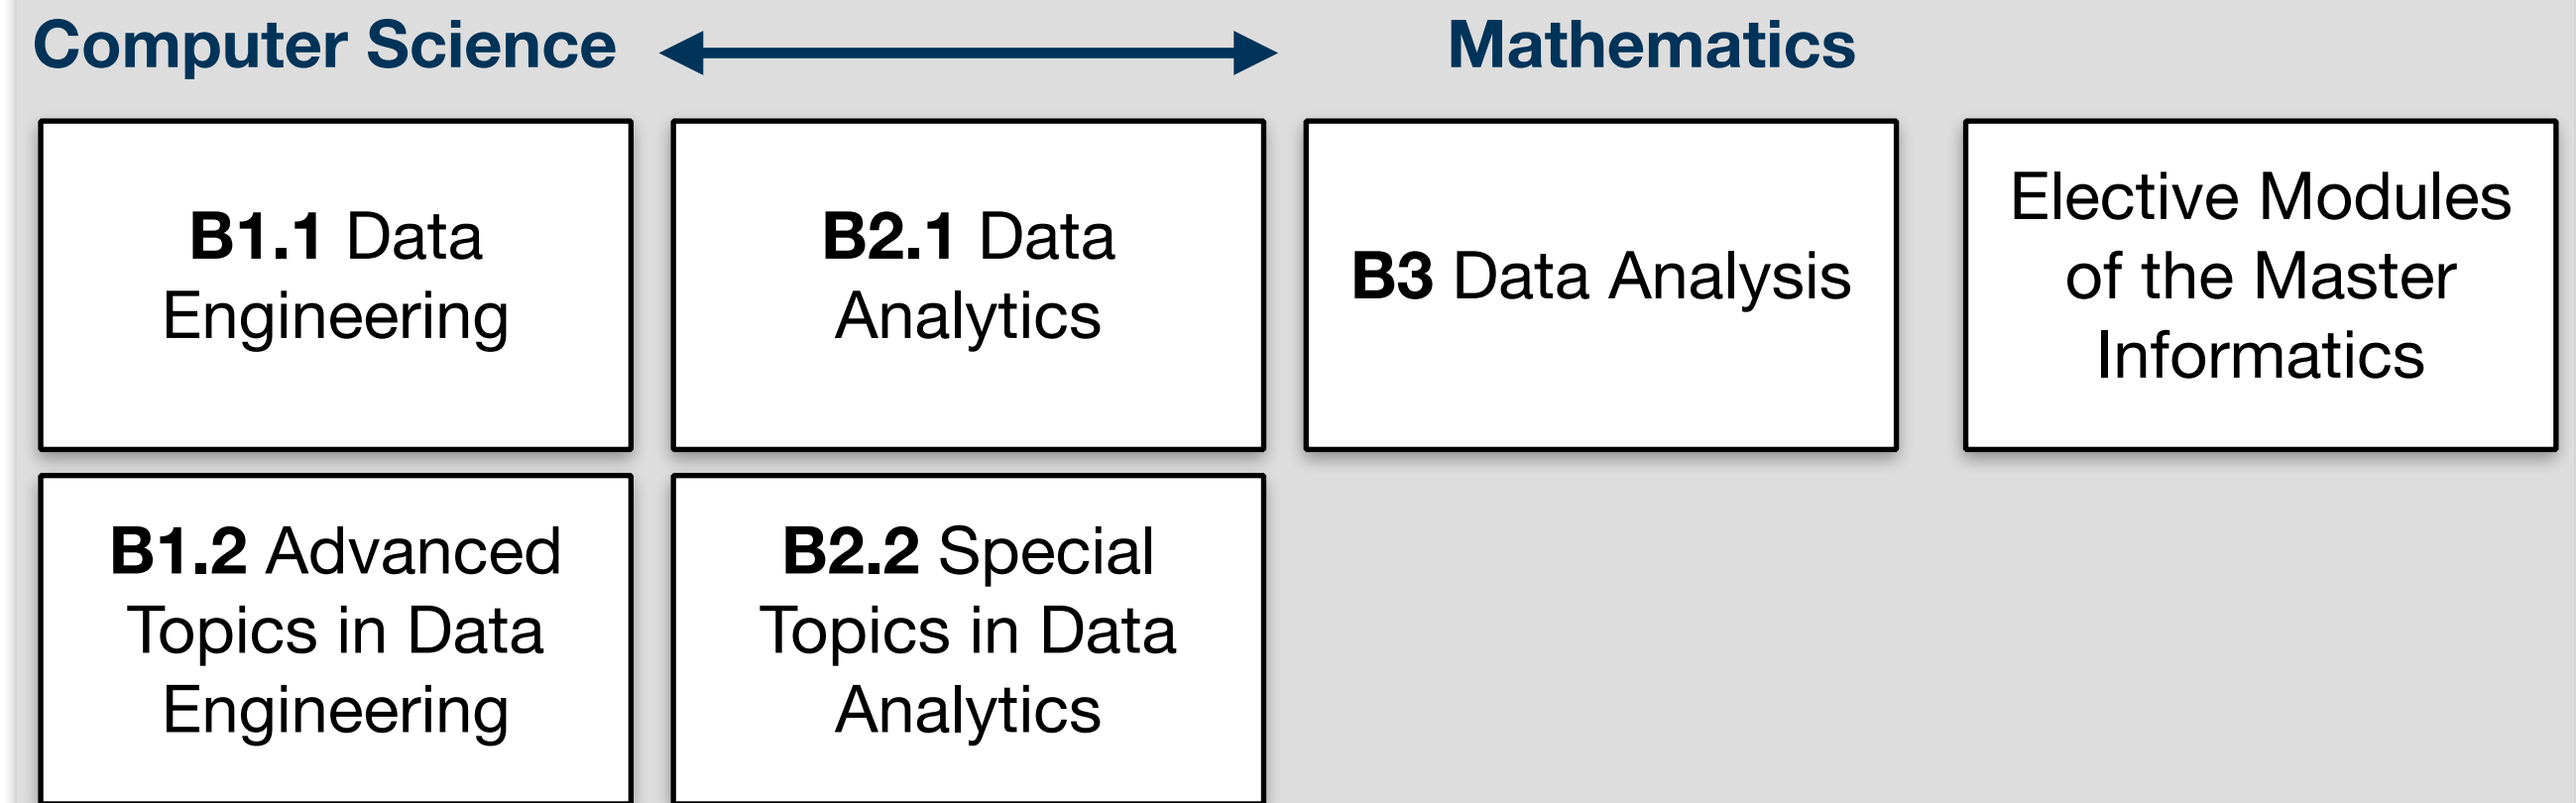 Computer Science
Mathematics
B1.1 Data
Engineering
B2.1 Data
Analytics
B3 Data Analysis
Elective Modules
of the Master
Informatics
B1.2 Advanced
Topics in Data
Engineering
B2.2 Special
Topics in Data
Analytics